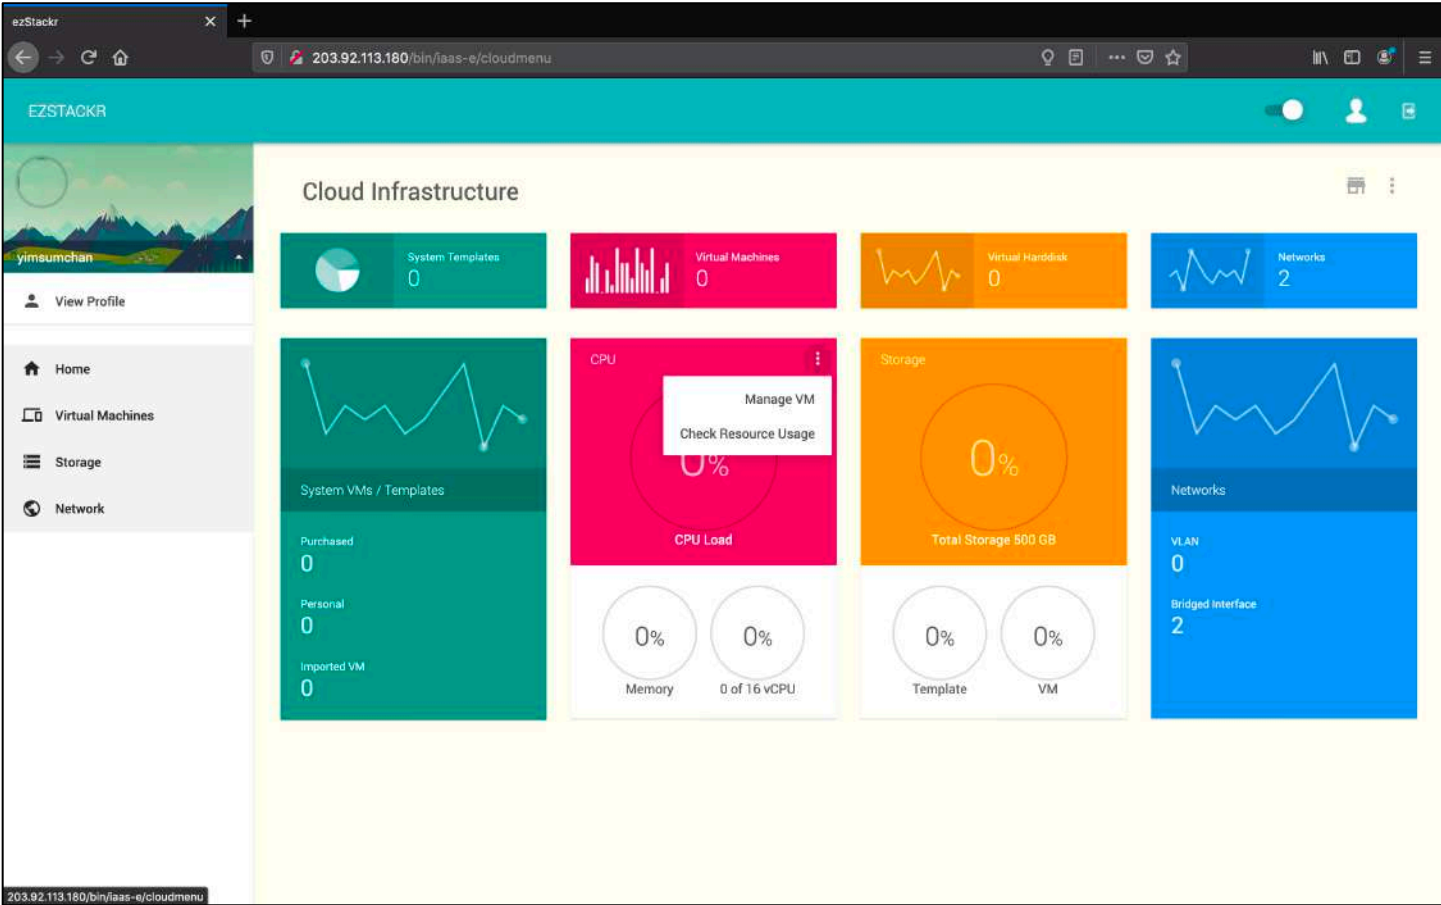 ezStackr
203.92.113.180/bin/iaas-e/cloudmenu
EZSTACKR
yimsumchan
View Profile
Home
Virtual Machines
Storage
Network
Cloud Infrastructure
System Templates
0
Virtual Machines
0
Virtual Harddisk
0
Networks
2
System VMs / Templates
Purchased
0
Personal
0
Imported VM
0
CPU
Manage VM
Check Resource Usage
0%
CPU Load
0%
Memory
0%
0 of 16 vCPU
Storage
0%
Total Storage 500 GB
0%
Template
0%
VM
Networks
VLAN
0
Bridged Interface
2
203.92.113.180/bin/iaas-e/cloudmenu